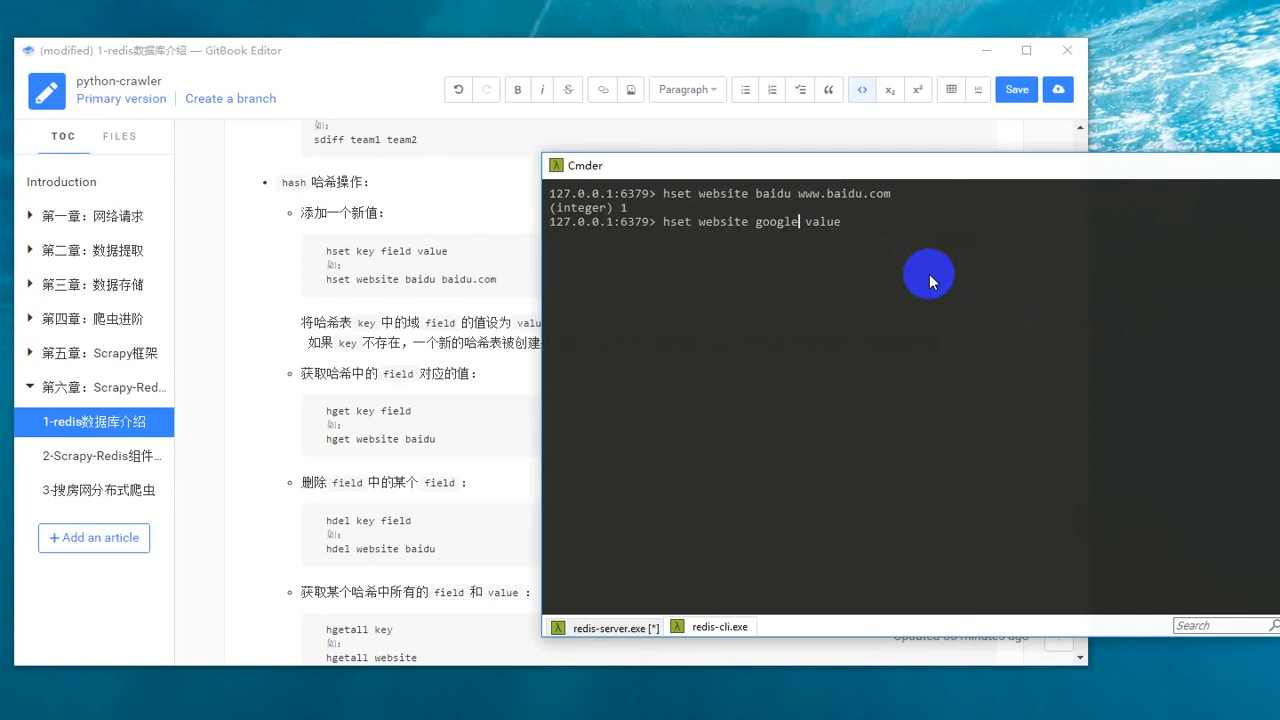 (modified) 1-redis数据库介绍 — GitBook Editor
python-crawler
Primary version
Create a branch
B
i
S
Paragraph
Save
TOC
FILES
Introduction
第一章：网络请求
第二章：数据提取
第三章：数据存储
第四章：爬虫进阶
第五章：Scrapy框架
第六章：Scrapy-Red...
1-redis数据库介绍
2-Scrapy-Redis组件...
3-搜房网分布式爬虫
+ Add an article
如:
sdiff team1 team2
hash 哈希操作：
添加一个新值：
hset key field value
如:
hset website baidu baidu.com
将哈希表 key 中的域 field 的值设为
如果 key 不存在，一个新的哈希表被创建
获取哈希中的 field 对应的值：
hget key field
如:
hget website baidu
删除 field 中的某个 field ：
hdel key field
如:
hdel website baidu
获取某个哈希中所有的 field 和 value ：
hgetall key
如:
hgetall website
Cmder
127.0.0.1:6379> hset website baidu www.baidu.com
(integer) 1
127.0.0.1:6379> hset website google value
redis-server.exe [*]
redis-cli.exe
Search